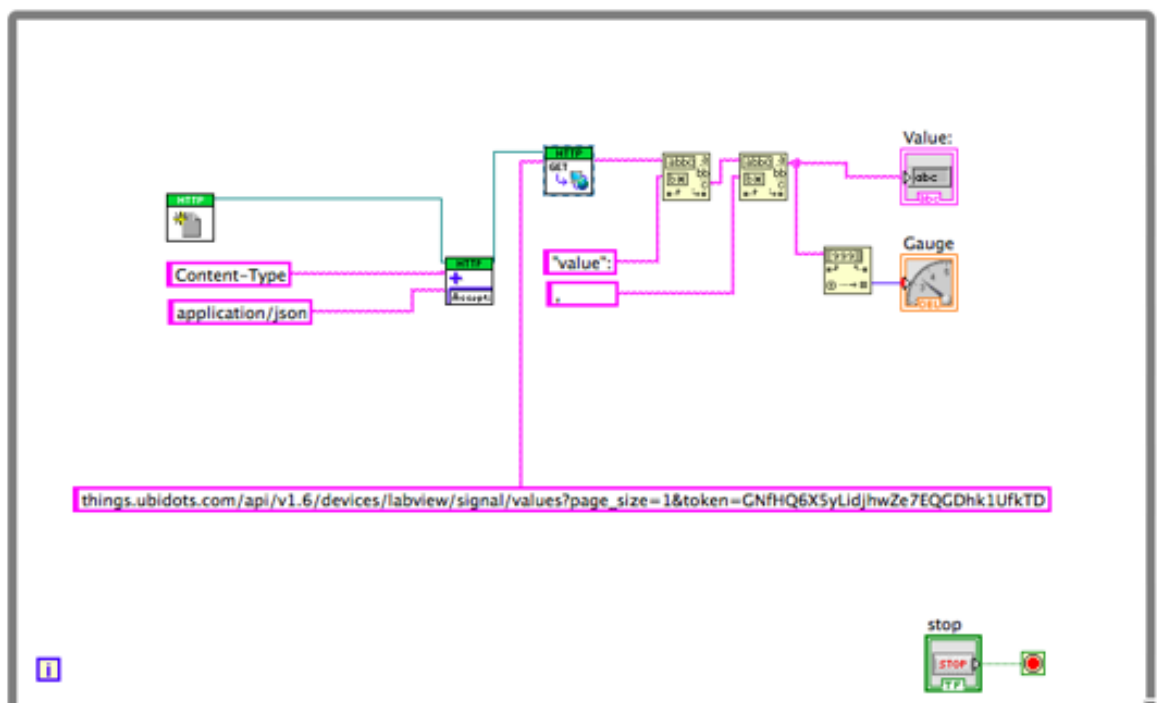 HTTP
GET
Value:
abc
HTTP
"value":
Gauge
Content-Type
HTTP
,
application/json
things.ubidots.com/api/v1.6/devices/labview/signal/values?page_size=1&token=GNfHQ6X5yLidjhwZe7EQGDhk1UfkTD
stop
STOP
TF
i